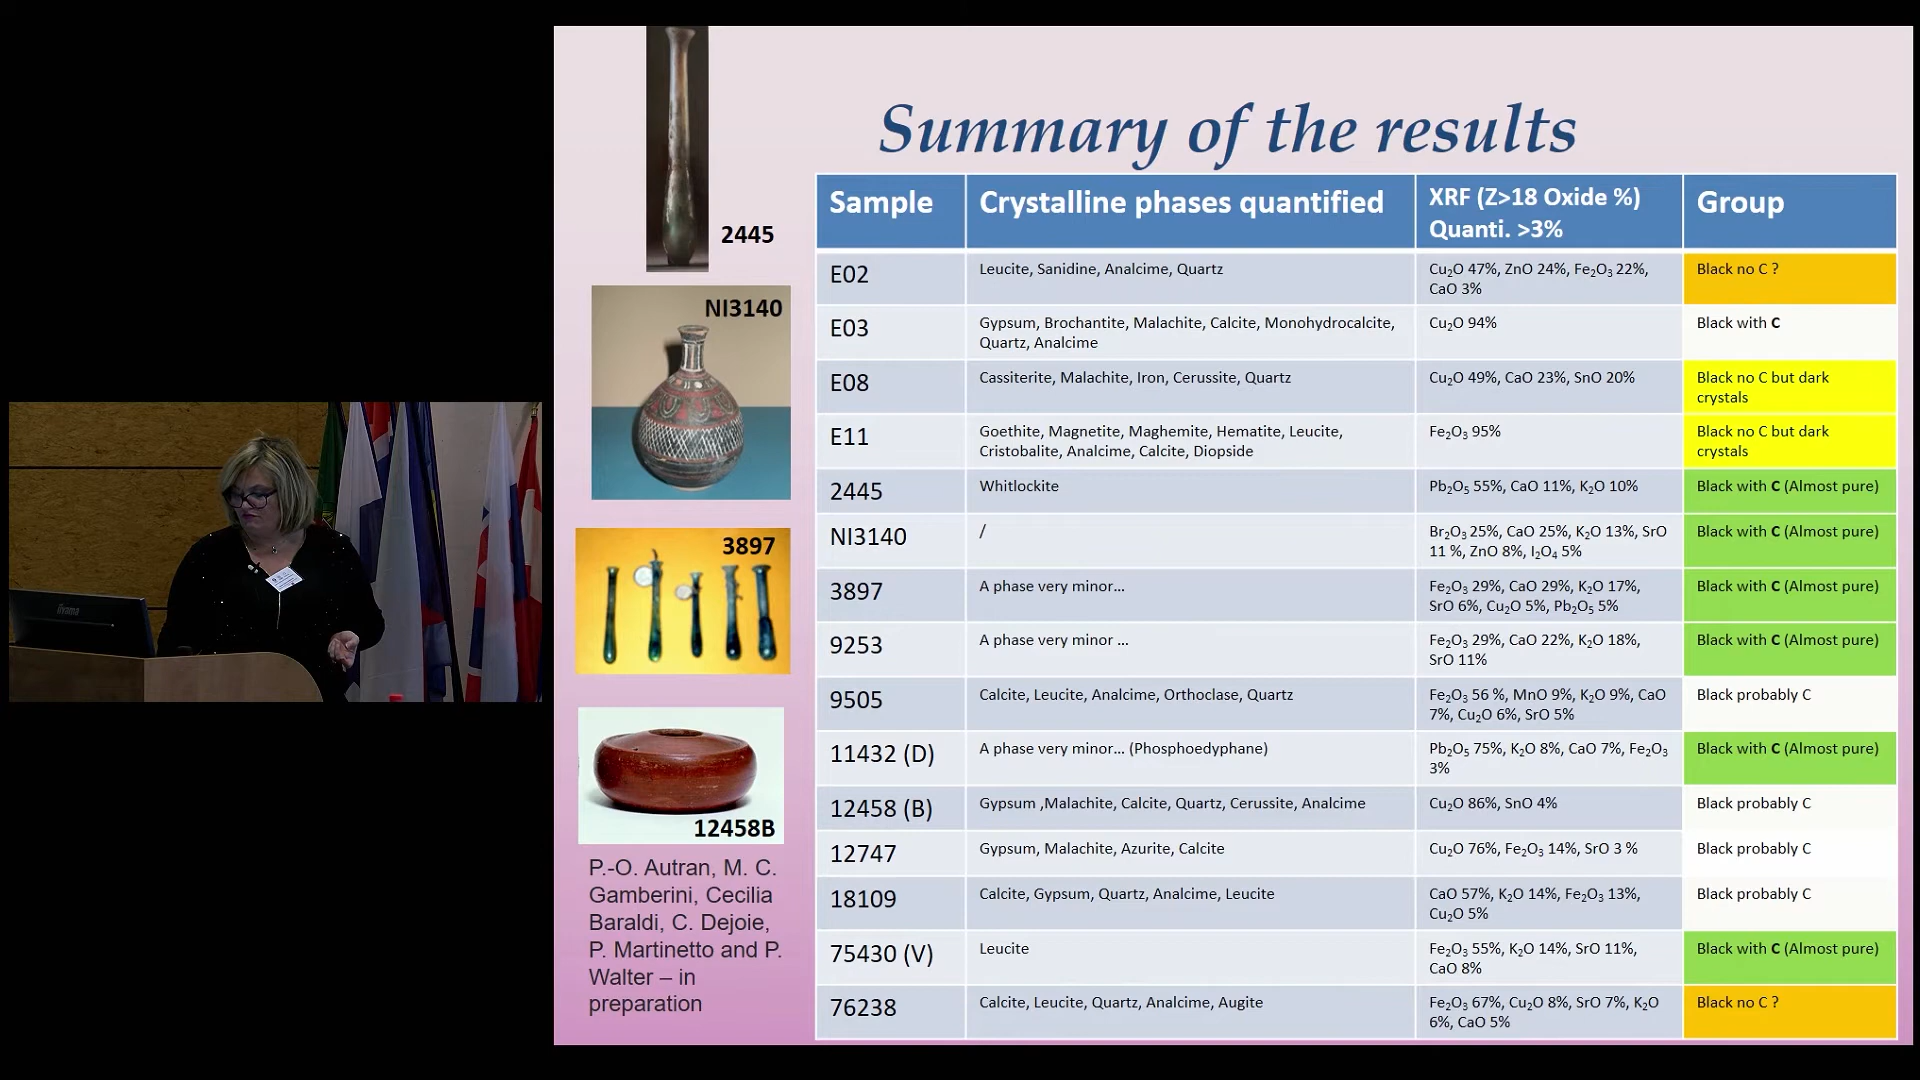 Summary of the results
2445
NI3140
3897
12458B
P.-O. Autran, M. C.
Gamberini, Cecilia
Baraldi, C. Dejoie,
P. Martinetto and P.
Walter – in
preparation
Sample
Crystalline phases quantified
XRF (Z>18 Oxide %)
Quanti. >3%
Group
E02
Leucite, Sanidine, Analcime, Quartz
Cu₂O 47%, ZnO 24%, Fe₂O₃ 22%,
CaO 3%
Black no C ?
E03
Gypsum, Brochantite, Malachite, Calcite, Monohydrocalcite,
Quartz, Analcime
Cu₂O 94%
Black with C
E08
Cassiterite, Malachite, Iron, Cerussite, Quartz
Cu₂O 49%, CaO 23%, SnO 20%
Black no C but dark
crystals
E11
Goethite, Magnetite, Maghemite, Hematite, Leucite,
Cristobalite, Analcime, Calcite, Diopside
Fe₂O₃ 95%
Black no C but dark
crystals
2445
Whitlockite
Pb₂O₅ 55%, CaO 11%, K₂O 10%
Black with C (Almost pure)
NI3140
/
Br₂O₃ 25%, CaO 25%, K₂O 13%, SrO
11 %, ZnO 8%, I₂O₄ 5%
Black with C (Almost pure)
3897
A phase very minor…
Fe₂O₃ 29%, CaO 29%, K₂O 17%,
SrO 6%, Cu₂O 5%, Pb₂O₅ 5%
Black with C (Almost pure)
9253
A phase very minor …
Fe₂O₃ 29%, CaO 22%, K₂O 18%,
SrO 11%
Black with C (Almost pure)
9505
Calcite, Leucite, Analcime, Orthoclase, Quartz
Fe₂O₃ 56 %, MnO 9%, K₂O 9%, CaO
7%, Cu₂O 6%, SrO 5%
Black probably C
11432 (D)
A phase very minor… (Phosphoedyphane)
Pb₂O₅ 75%, K₂O 8%, CaO 7%, Fe₂O₃
3%
Black with C (Almost pure)
12458 (B)
Gypsum ,Malachite, Calcite, Quartz, Cerussite, Analcime
Cu₂O 86%, SnO 4%
Black probably C
12747
Gypsum, Malachite, Azurite, Calcite
Cu₂O 76%, Fe₂O₃ 14%, SrO 3 %
Black probably C
18109
Calcite, Gypsum, Quartz, Analcime, Leucite
CaO 57%, K₂O 14%, Fe₂O₃ 13%,
Cu₂O 5%
Black probably C
75430 (V)
Leucite
Fe₂O₃ 55%, K₂O 14%, SrO 11%,
CaO 8%
Black with C (Almost pure)
76238
Calcite, Leucite, Quartz, Analcime, Augite
Fe₂O₃ 67%, Cu₂O 8%, SrO 7%, K₂O
6%, CaO 5%
Black no C ?
iiyama